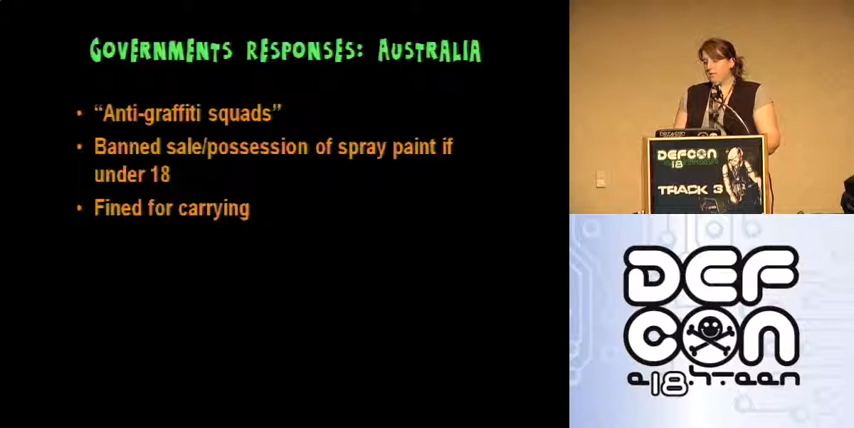 GOVERNMENTS RESPONSES: AUSTRALIA
• “Anti-graffiti squads”
• Banned sale/possession of spray paint if
under 18
• Fined for carrying
DEFCON
18
TRACK 3
DEF
CON
e18hteen